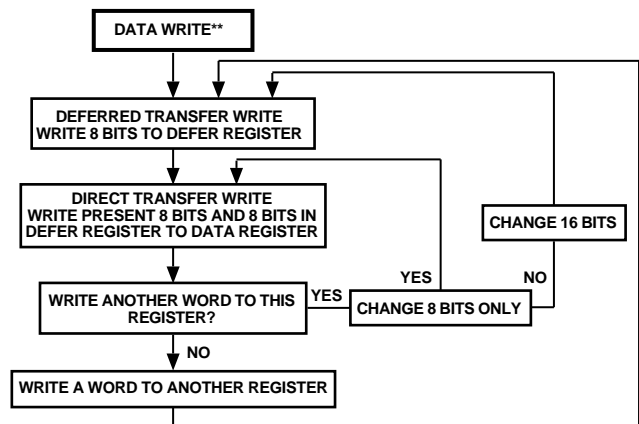 DATA WRITE**
DEFERRED TRANSFER WRITE
WRITE 8 BITS TO DEFER REGISTER
DIRECT TRANSFER WRITE
WRITE PRESENT 8 BITS AND 8 BITS IN
DEFER REGISTER TO DATA REGISTER
CHANGE 16 BITS
YES
NO
WRITE ANOTHER WORD TO THIS
REGISTER?
YES
CHANGE 8 BITS ONLY
NO
WRITE A WORD TO ANOTHER REGISTER